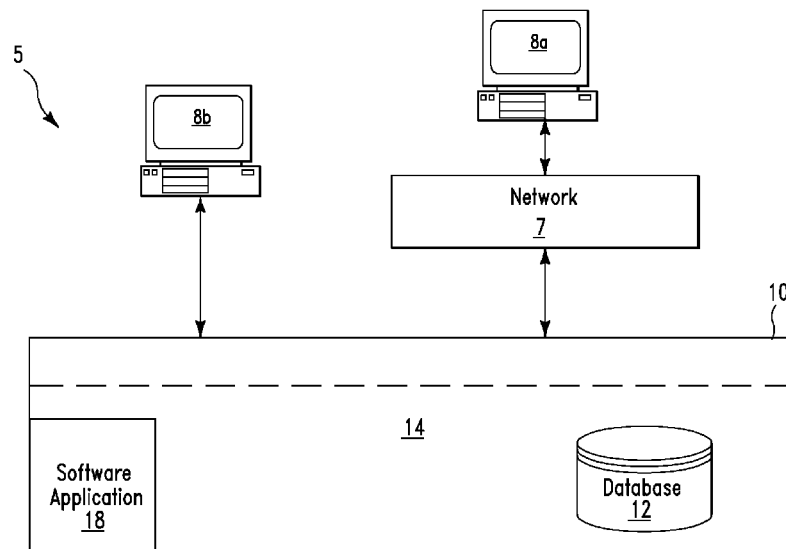 5
8a
8b
Network
7
10
14
Software
Application
18
Database
12